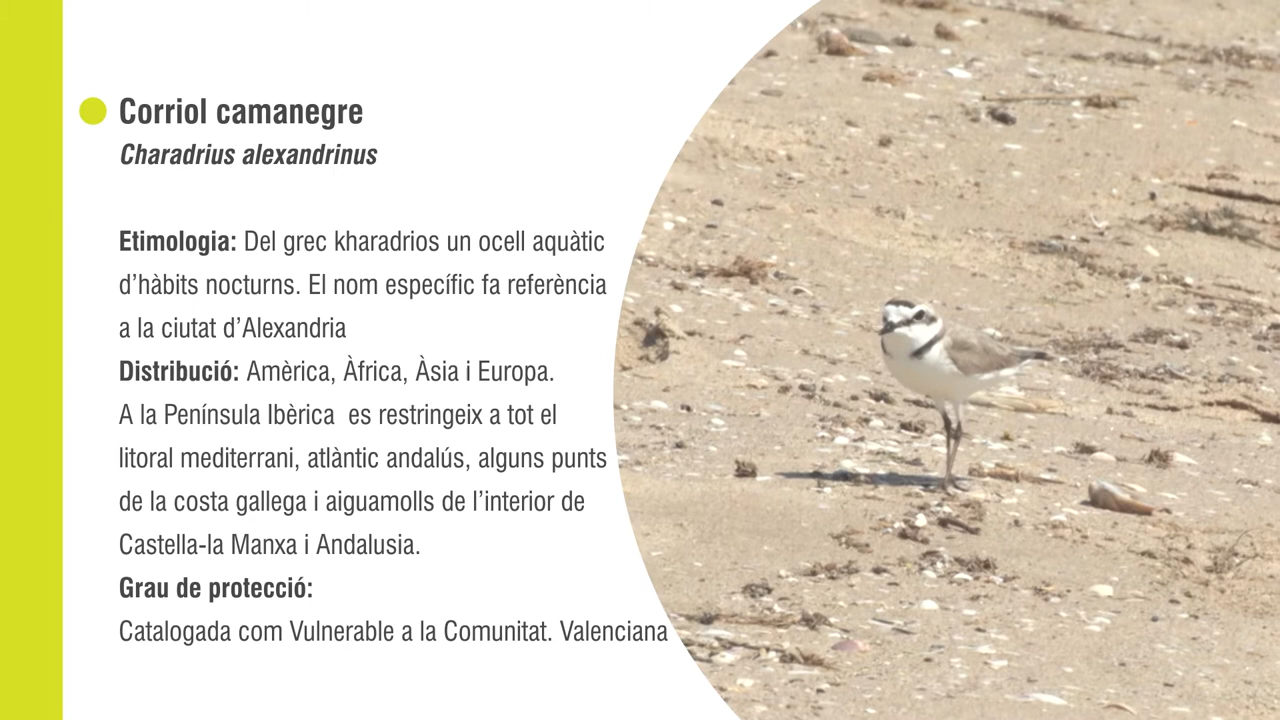 Corriol camanegre
Charadrius alexandrinus
Etimologia: Del grec kharadrios un ocell aquàtic
d’hàbits nocturns. El nom específic fa referència
a la ciutat d’Alexandria
Distribució: Amèrica, Àfrica, Àsia i Europa.
A la Península Ibèrica  es restringeix a tot el
litoral mediterrani, atlàntic andalús, alguns punts
de la costa gallega i aiguamolls de l’interior de
Castella-la Manxa i Andalusia.
Grau de protecció:
Catalogada com Vulnerable a la Comunitat. Valenciana